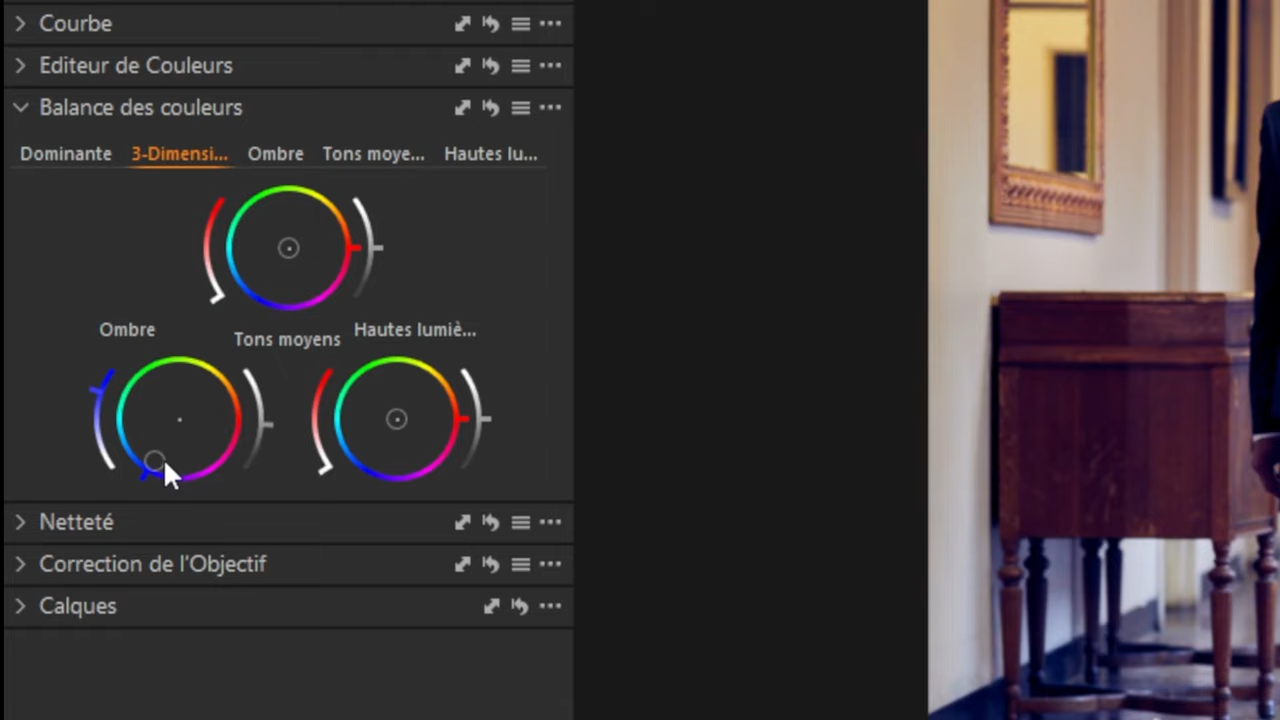 Courbe
Editeur de Couleurs
Balance des couleurs
Dominante 3-Dimensi... Ombre Tons moye... Hautes lu...
Ombre Tons moyens Hautes lumiè...
Netteté
Correction de l'Objectif
Calques